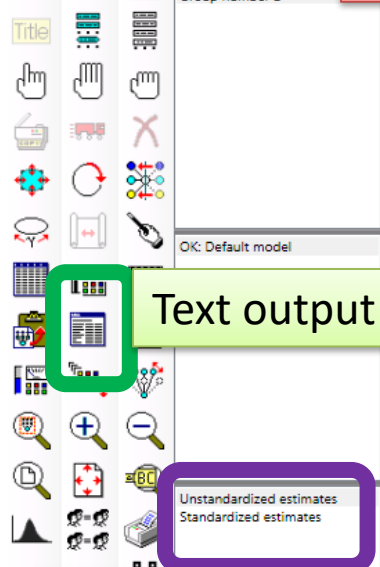 Title
OK: Default model
Text output
Unstandardized estimates
Standardized estimates